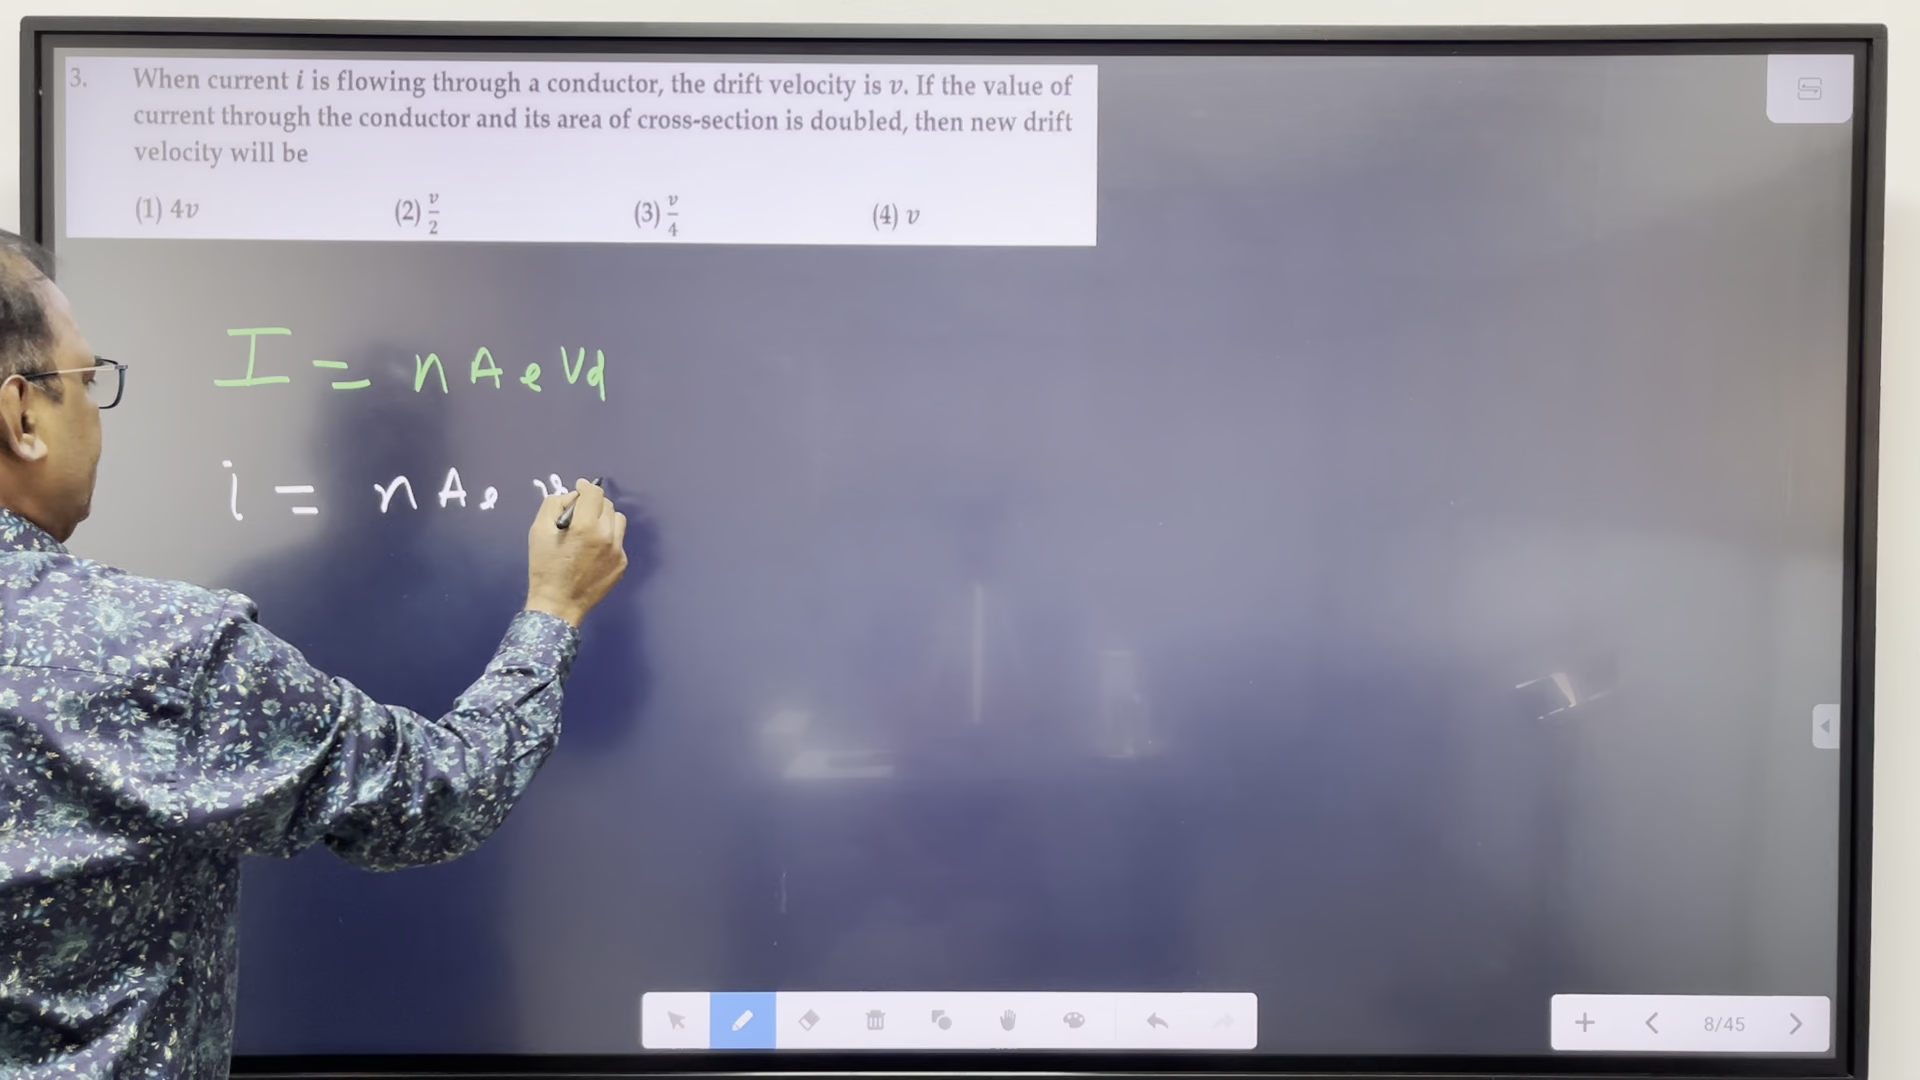 3. When current i is flowing through a conductor, the drift velocity is v. If the value of
current through the conductor and its area of cross-section is doubled, then new drift
velocity will be
(1) 4v (2) v/2 (3) v/4 (4) v
I = n A e Vd
i = n A e v
8/45